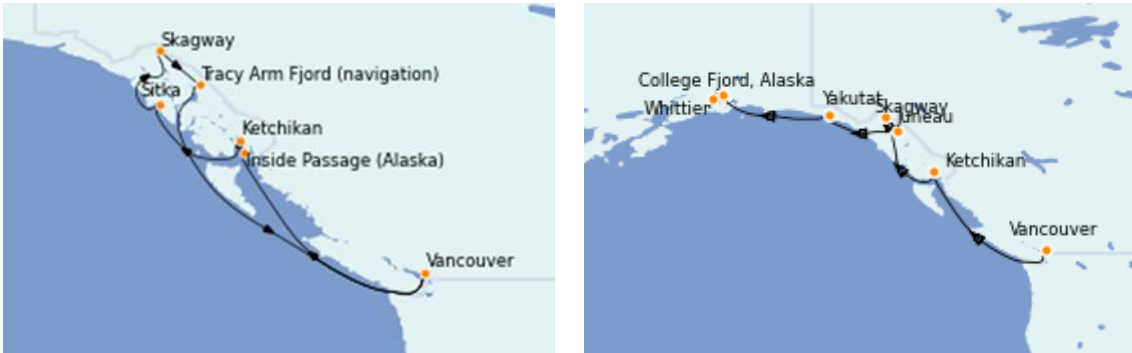 Skagway
Tracy Arm Fjord (navigation)
Sitka
Ketchikan
Inside Passage (Alaska)
Vancouver
College Fjord, Alaska
Whittier
Yakutat
Skagway
Juneau
Ketchikan
Vancouver